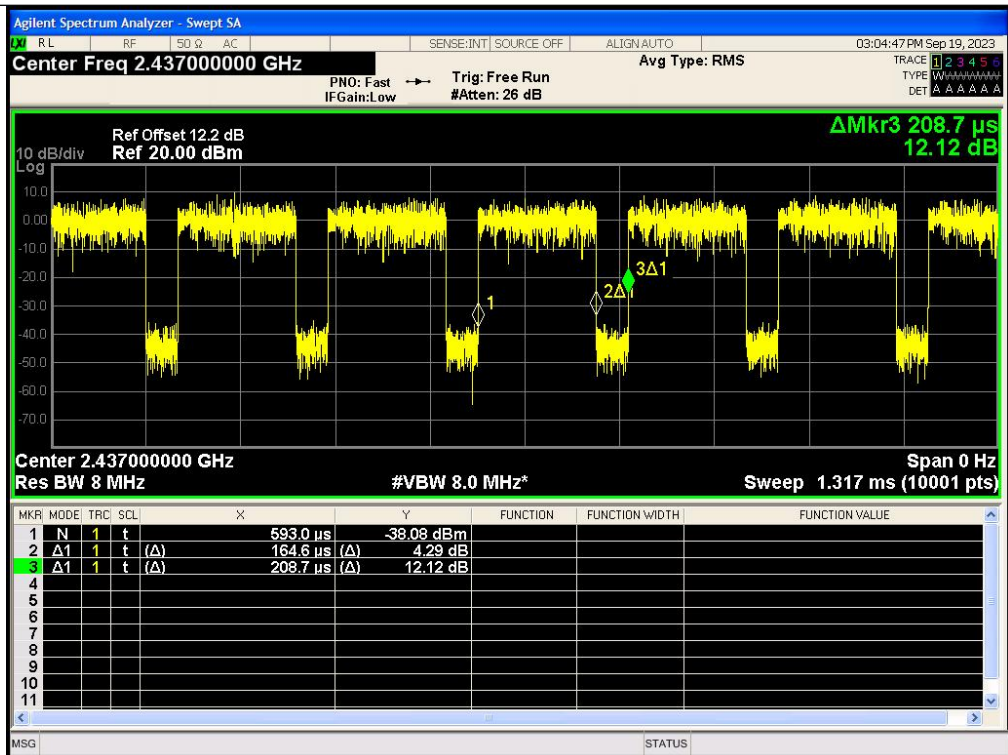 Agilent Spectrum Analyzer - Swept SA
LXI RL RF 50 Ω AC SENSE:INT SOURCE OFF ALIGN AUTO 03:04:47 PM Sep 19, 2023
Center Freq 2.437000000 GHz
PNO: Fast
IFGain:Low
Trig: Free Run
#Atten: 26 dB
Avg Type: RMS
TRACE 1 2 3 4 5 6
TYPE W
DET A A A A A A
ΔMkr3 208.7 µs
12.12 dB
Ref Offset 12.2 dB
10 dB/div Ref 20.00 dBm
Log
10.0
0.00
-10.0
-20.0
-30.0
-40.0
-50.0
-60.0
-70.0
1
2Δ1
3Δ1
Center 2.437000000 GHz Span 0 Hz
Res BW 8 MHz #VBW 8.0 MHz* Sweep 1.317 ms (10001 pts)
MKR MODE TRC SCL X Y FUNCTION FUNCTION WIDTH FUNCTION VALUE
1 N 1 t 593.0 µs -38.08 dBm
2 Δ1 1 t (Δ) 164.6 µs (Δ) 4.29 dB
3 Δ1 1 t (Δ) 208.7 µs (Δ) 12.12 dB
4
5
6
7
8
9
10
11
MSG STATUS